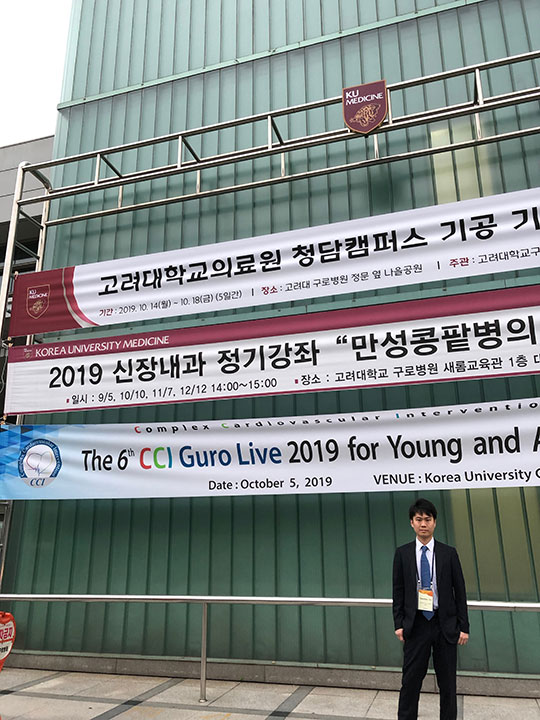 KU
MEDICINE
고려대학교의료원 청담캠퍼스 기공 기
기간 : 2019. 10. 14(월) ~ 10. 18(금) (5일간) | 장소 : 고려대 구로병원 정문 옆 나을공원 | 주관 : 고려대학교구
KOREA UNIVERSITY MEDICINE
2019 신장내과 정기강좌 “만성콩팥병의
▪일시 : 9/5, 10/10, 11/7, 12/12 14:00~15:00 ▪장소 : 고려대학교 구로병원 새롬교육관 1층 대
Complex Cardiovascular Interventio
The 6th CCI Guro Live 2019 for Young and A
Date : October 5, 2019 VENUE : Korea University G
CCI